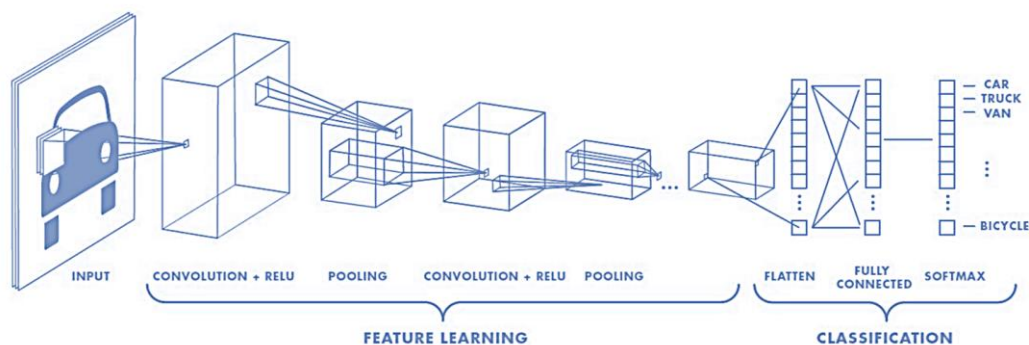 CAR
TRUCK
VAN
BICYCLE
INPUT
CONVOLUTION + RELU
POOLING
CONVOLUTION + RELU
POOLING
FLATTEN
FULLY
CONNECTED
SOFTMAX
FEATURE LEARNING
CLASSIFICATION